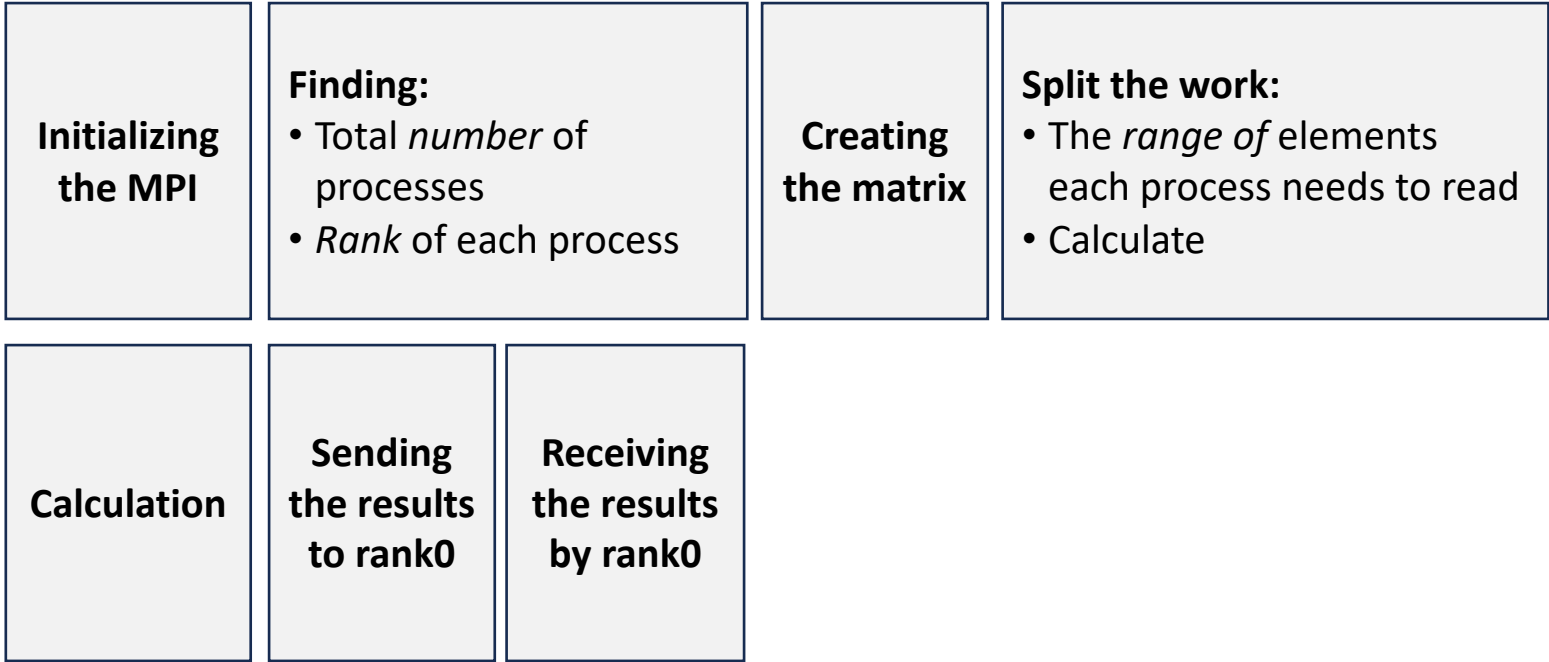 Initializing
the MPI
Finding:
• Total number of
processes
• Rank of each process
Creating
the matrix
Split the work:
• The range of elements
each process needs to read
• Calculate
Calculation
Sending
the results
to rank0
Receiving
the results
by rank0